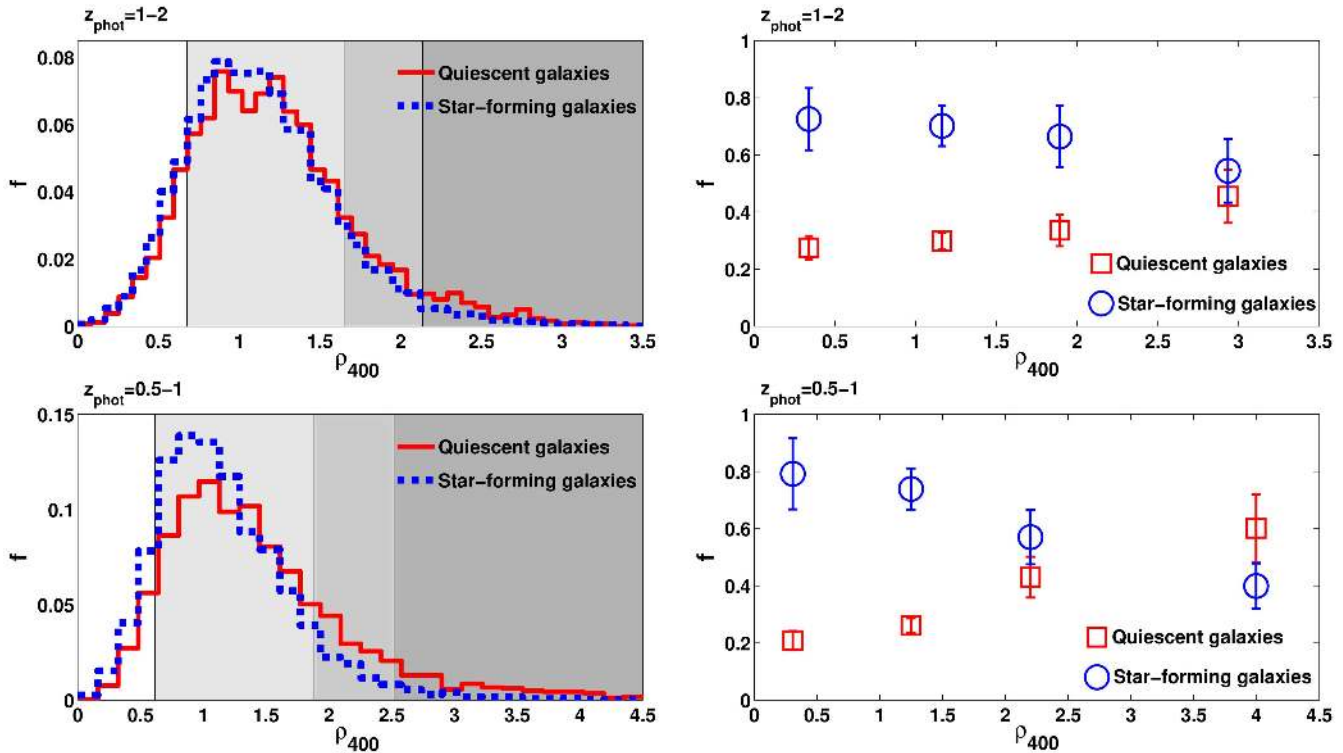 z_phot=1−2
0.08
0.06
0.04
0.02
0
f
Quiescent galaxies
Star−forming galaxies
0 0.5 1 1.5 2 2.5 3 3.5
ρ_400
z_phot=1−2
1
0.8
0.6
0.4
0.2
0
f
Quiescent galaxies
Star−forming galaxies
0 0.5 1 1.5 2 2.5 3 3.5
ρ_400
z_phot=0.5−1
0.15
0.1
0.05
0
f
Quiescent galaxies
Star−forming galaxies
0 0.5 1 1.5 2 2.5 3 3.5 4 4.5
ρ_400
z_phot=0.5−1
1
0.8
0.6
0.4
0.2
0
f
Quiescent galaxies
Star−forming galaxies
0 0.5 1 1.5 2 2.5 3 3.5 4 4.5
ρ_400